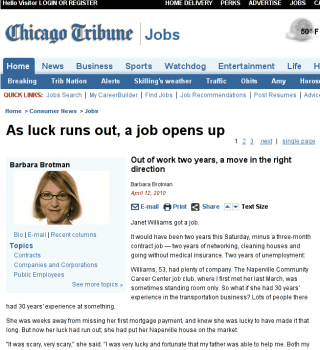 Hello Visitor LOGIN OR REGISTER HOME DELIVERY PERKS ADVERTISE JOBS
Chicago Tribune | Jobs 50° F
Home News Business Sports Watchdog Entertainment Life
Breaking Trib Nation Alerts Skilling's weather Traffic Obits Amy
QUICK LINKS: Jobs Search | My CareerBuilder | Find Jobs | Job Recommendations | Post Resumes |
Home > Consumer News > Jobs
As luck runs out, a job opens up
1 2 3 next | single page
Barbara Brotman
Bio | E-mail | Recent columns
Topics
Contracts
Companies and Corporations
Public Employees
See more topics »
Out of work two years, a move in the right
direction
Barbara Brotman
April 12, 2010
E-mail Print Share Text Size
Janet Williams got a job.
It would have been two years this Saturday, minus a three-month
contract job — two years of networking, cleaning houses and
going without medical insurance. Two years of unemployment:
Williams, 53, had plenty of company. The Naperville Community
Career Center job club, where I first met her last March, was
sometimes standing room only. So what if she had 30 years'
experience in the transportation business? Lots of people there
had 30 years' experience at something.
She was weeks away from missing her first mortgage payment, and knew she was lucky to have made it that
long. But now her luck had run out; she had put her Naperville house on the market.
"It was scary, very scary," she said. "I was very lucky and fortunate that my father was able to help me. Both my